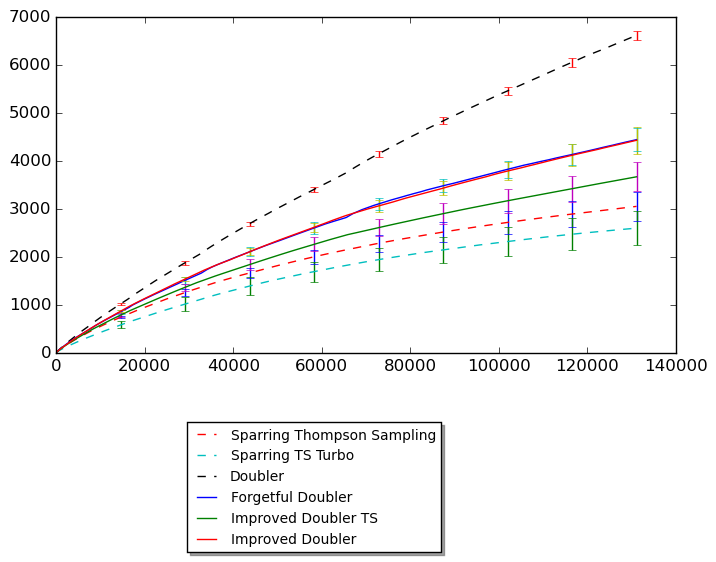 7000
6000
5000
4000
3000
2000
1000
0
0 20000 40000 60000 80000 100000 120000 140000
Sparring Thompson Sampling
Sparring TS Turbo
Doubler
Forgetful Doubler
Improved Doubler TS
Improved Doubler